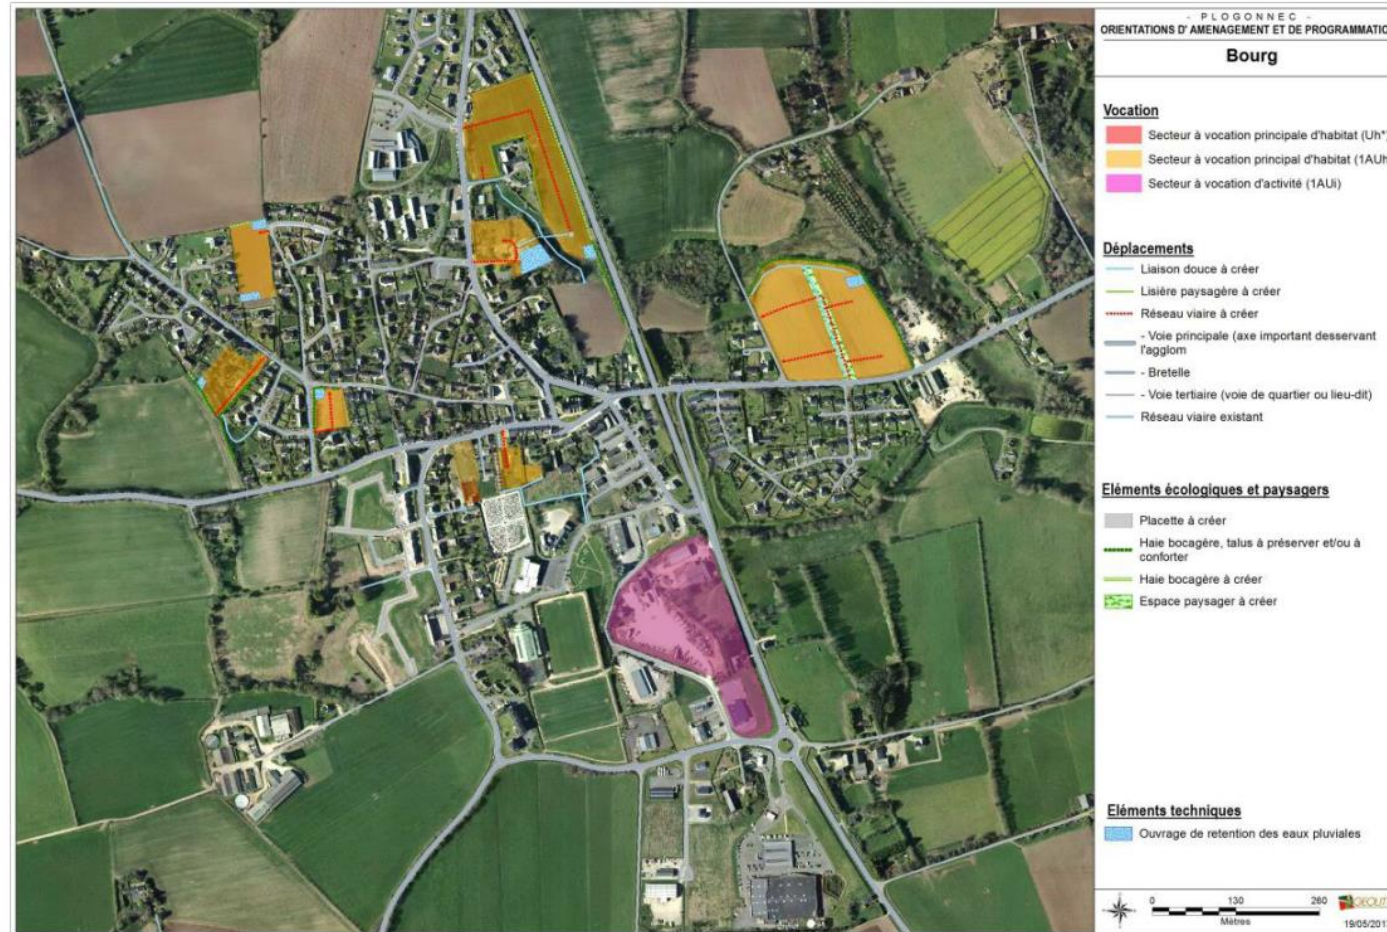 - PLOGONNEC -
ORIENTATIONS D' AMENAGEMENT ET DE PROGRAMMATIO
Bourg
Vocation
Secteur à vocation principale d'habitat (Uh*)
Secteur à vocation principal d'habitat (1AUh
Secteur à vocation d'activité (1AUi)
Déplacements
Liaison douce à créer
Lisière paysagère à créer
Réseau viaire à créer
- Voie principale (axe important desservant
l'agglom
- Bretelle
- Voie tertiaire (voie de quartier ou lieu-dit)
Réseau viaire existant
Eléments écologiques et paysagers
Placette à créer
Haie bocagère, talus à préserver et/ou à
conforter
Haie bocagère à créer
Espace paysager à créer
Eléments techniques
Ouvrage de retention des eaux pluviales
0 130 260
Mètres
GEOLIT
19/05/201